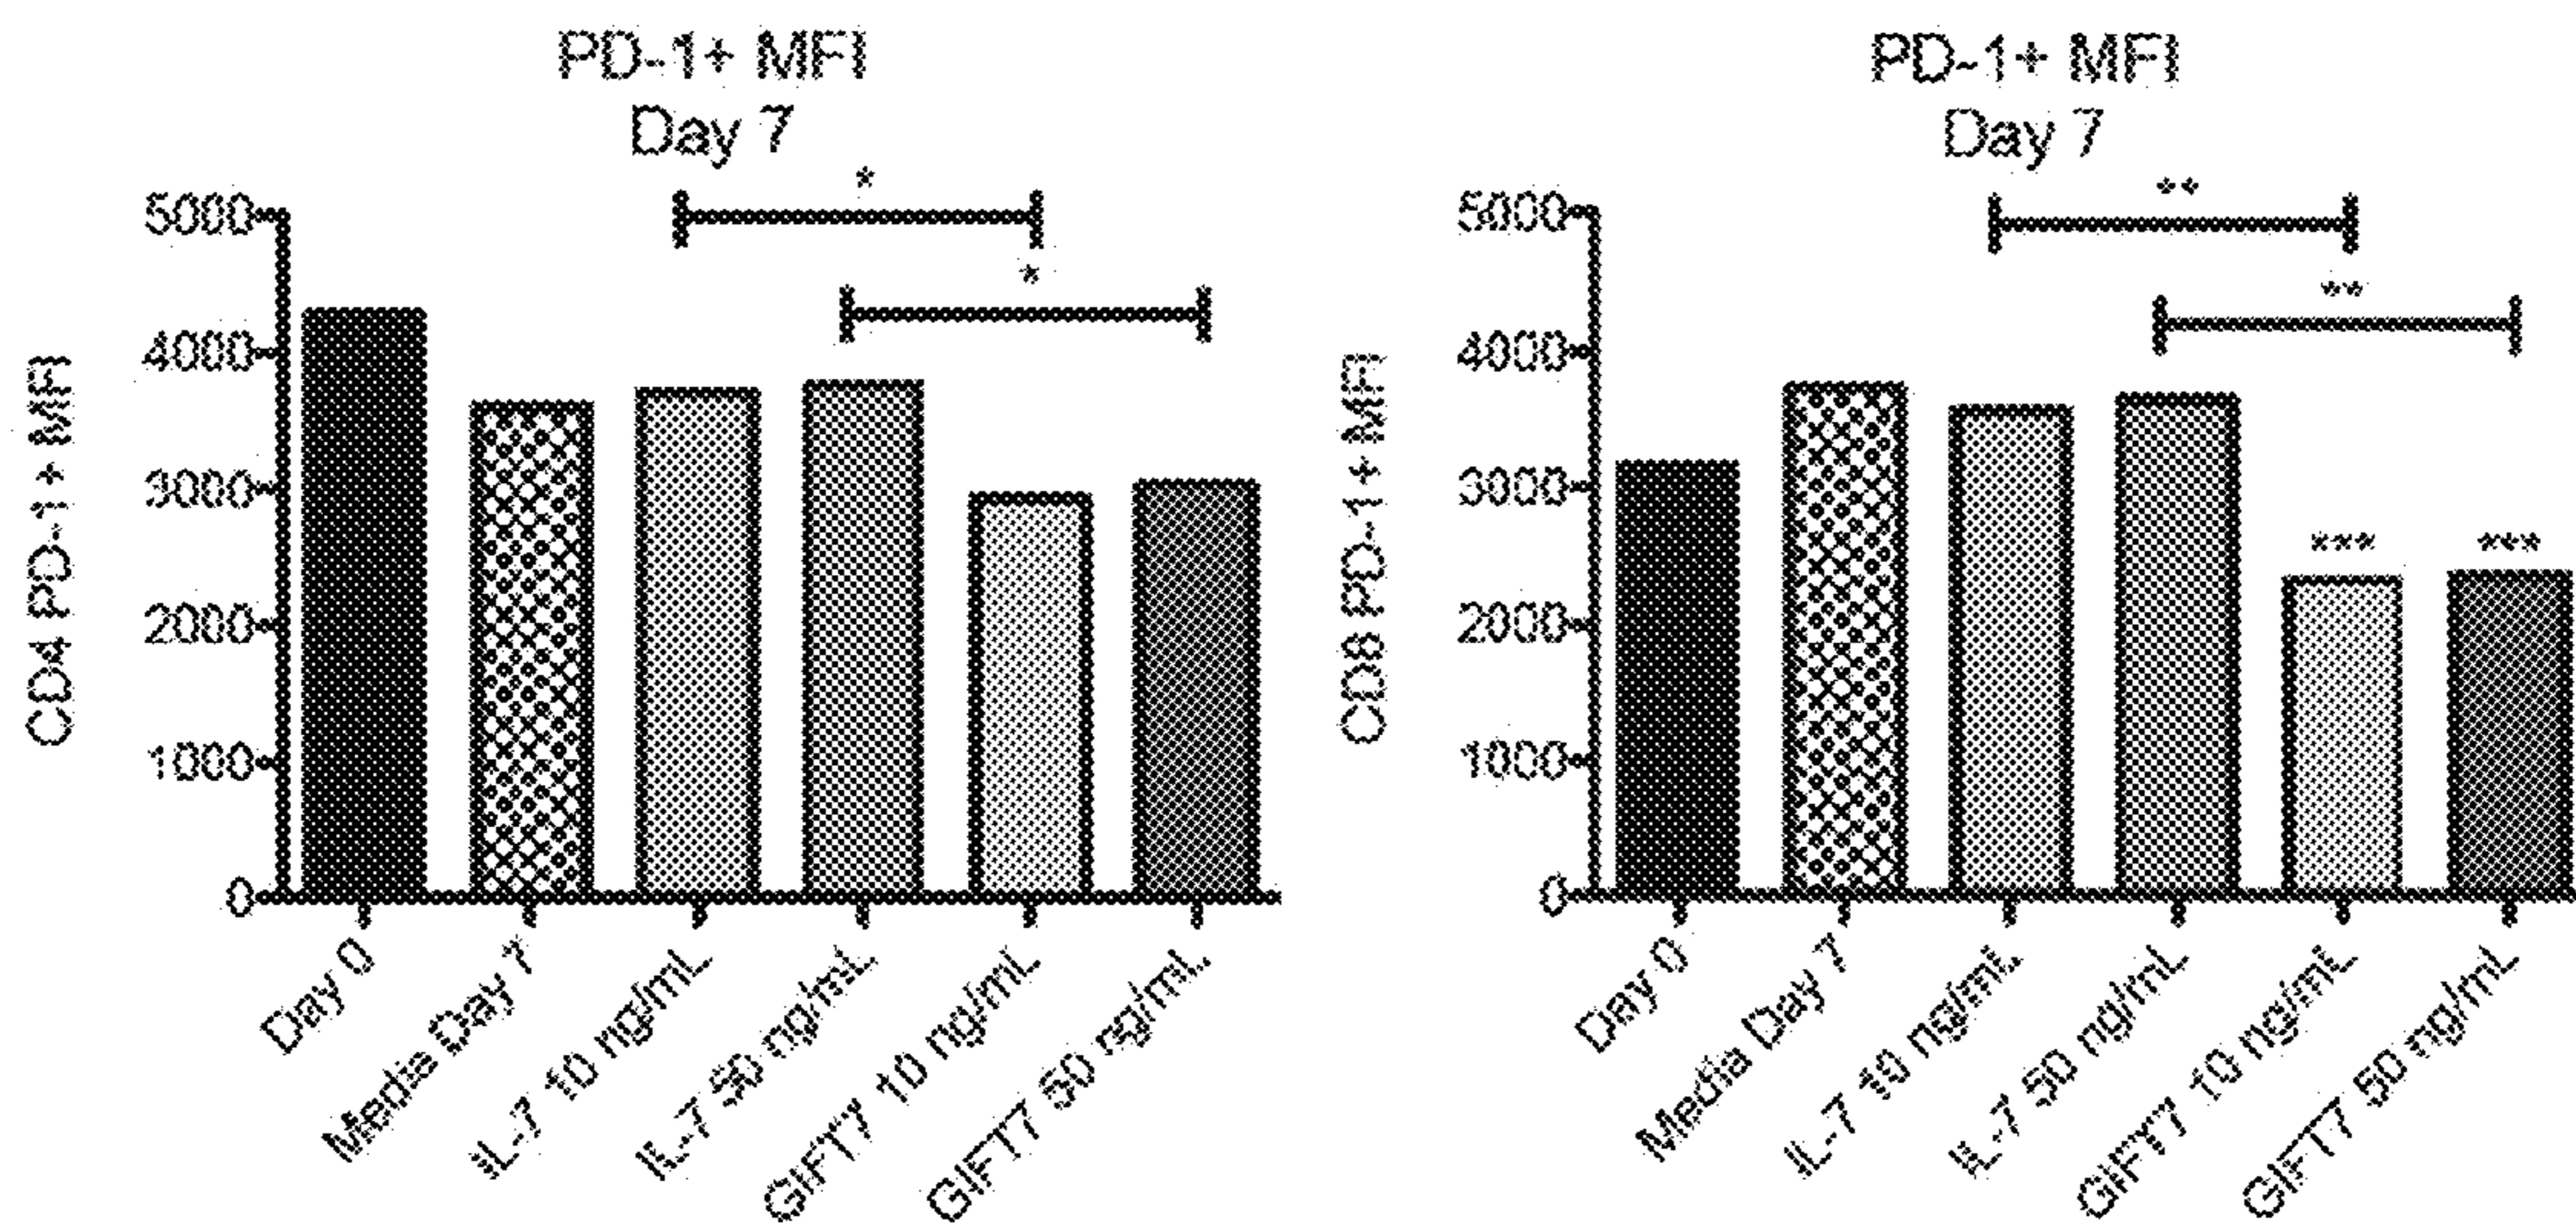 PD-1+ MFI
Day 7
*
*
CD4 PD-1+ MFI
5000
4000
3000
2000
1000
0
Day 0
Media Day 7
IL-7 10 ng/mL
IL-7 50 ng/mL
GIFT7 10 ng/mL
GIFT7 50 ng/mL
PD-1+ MFI
Day 7
**
**
*** ***
CD8 PD-1+ MFI
5000
4000
3000
2000
1000
0
Day 0
Media Day 7
IL-7 10 ng/mL
IL-7 50 ng/mL
GIFT7 10 ng/mL
GIFT7 50 ng/mL